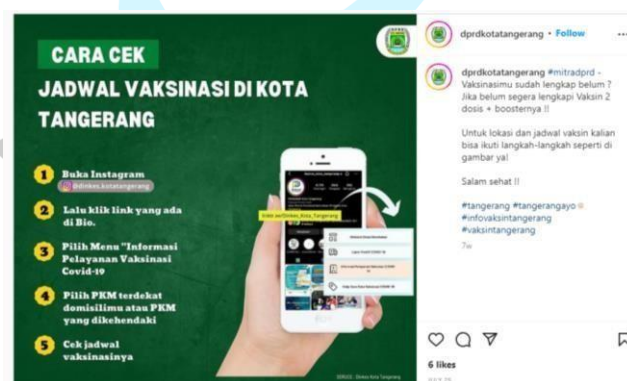 CARA CEK
JADWAL VAKSINASI DI KOTA
TANGERANG
1 Buka Instagram
@dinkes.kotatangerang
2 Lalu klik link yang ada
di Bio.
3 Pilih Menu "Informasi
Pelayanan Vaksinasi
Covid-19
4 Pilih PKM terdekat
domisilimu atau PKM
yang dikehendaki
5 Cek jadwal
vaksinasinya
dprdkotatangerang • Follow
dprdkotatangerang #mitradprd -
Vaksinasimu sudah lengkap belum ?
Jika belum segera lengkapi Vaksin 2
dosis + boosternya !!
Untuk lokasi dan jadwal vaksin kalian
bisa ikuti langkah-langkah seperti di
gambar ya!
Salam sehat !!
#tangerang #tangerangayo
#infovaksintangerang
#vaksintangerang
7w
6 likes